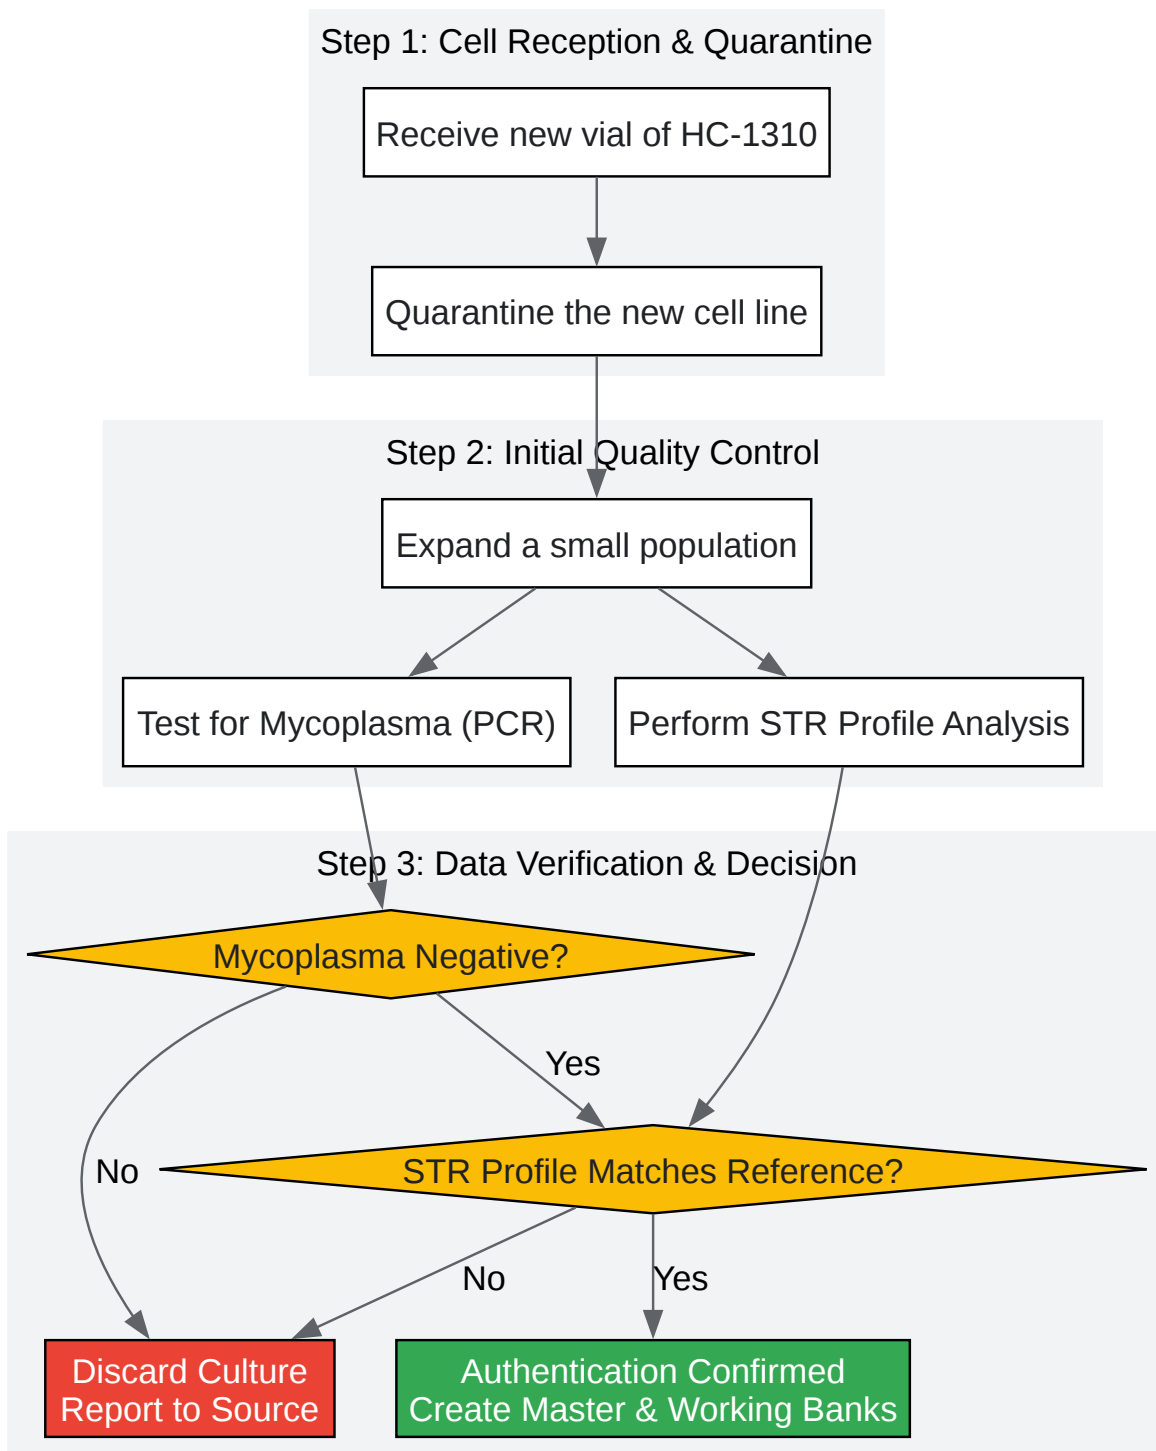 Step 1: Cell Reception & Quarantine
Receive new vial of HC-1310
Quarantine the new cell line
Step 2: Initial Quality Control
Expand a small population
Test for Mycoplasma (PCR)
Perform STR Profile Analysis
Step 3: Data Verification & Decision
Mycoplasma Negative?
Yes
No
STR Profile Matches Reference?
No
Yes
Discard Culture
Report to Source
Authentication Confirmed
Create Master & Working Banks